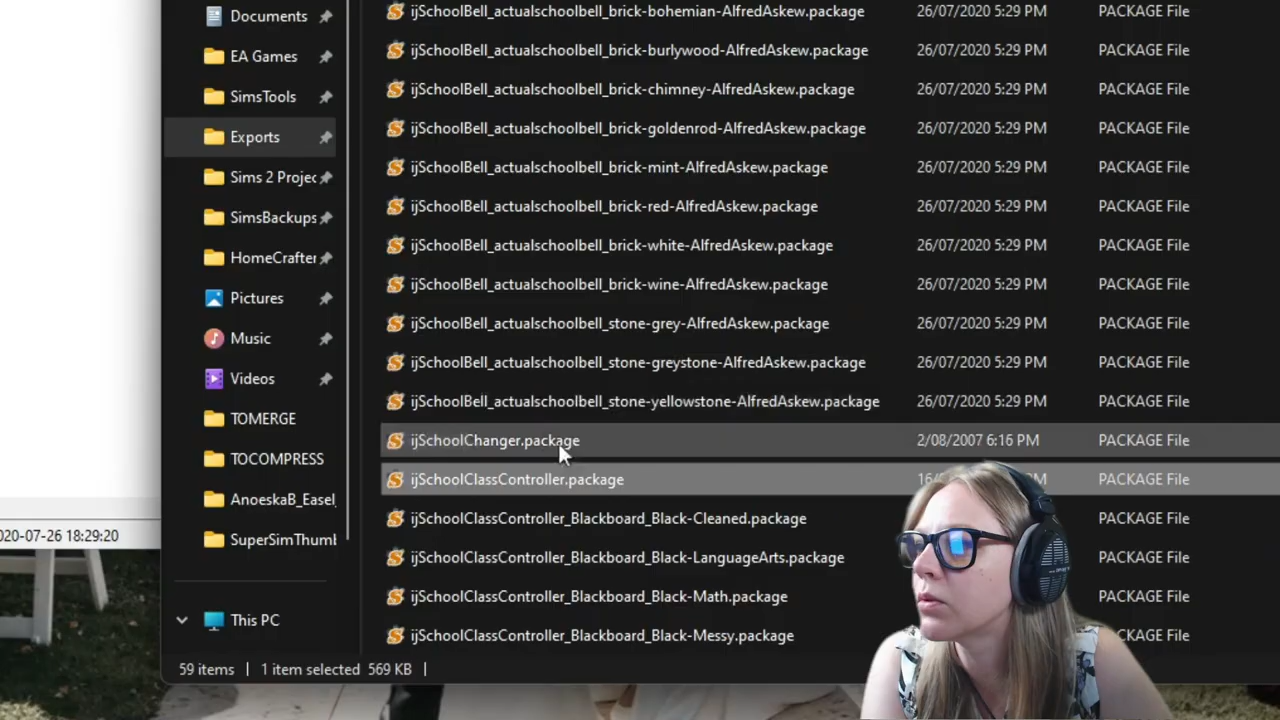 Documents
EA Games
SimsTools
Exports
Sims 2 Projec
SimsBackups
HomeCrafter
Pictures
Music
Videos
TOMERGE
TOCOMPRESS
AnoeskaB_Easel
SuperSimThumb
This PC
ijSchoolBell_actualschoolbell_brick-bohemian-AlfredAskew.package 26/07/2020 5:29 PM PACKAGE File
ijSchoolBell_actualschoolbell_brick-burlywood-AlfredAskew.package 26/07/2020 5:29 PM PACKAGE File
ijSchoolBell_actualschoolbell_brick-chimney-AlfredAskew.package 26/07/2020 5:29 PM PACKAGE File
ijSchoolBell_actualschoolbell_brick-goldenrod-AlfredAskew.package 26/07/2020 5:29 PM PACKAGE File
ijSchoolBell_actualschoolbell_brick-mint-AlfredAskew.package 26/07/2020 5:29 PM PACKAGE File
ijSchoolBell_actualschoolbell_brick-red-AlfredAskew.package 26/07/2020 5:29 PM PACKAGE File
ijSchoolBell_actualschoolbell_brick-white-AlfredAskew.package 26/07/2020 5:29 PM PACKAGE File
ijSchoolBell_actualschoolbell_brick-wine-AlfredAskew.package 26/07/2020 5:29 PM PACKAGE File
ijSchoolBell_actualschoolbell_stone-grey-AlfredAskew.package 26/07/2020 5:29 PM PACKAGE File
ijSchoolBell_actualschoolbell_stone-greystone-AlfredAskew.package 26/07/2020 5:29 PM PACKAGE File
ijSchoolBell_actualschoolbell_stone-yellowstone-AlfredAskew.package 26/07/2020 5:29 PM PACKAGE File
ijSchoolChanger.package 2/08/2007 6:16 PM PACKAGE File
ijSchoolClassController.package PACKAGE File
ijSchoolClassController_Blackboard_Black-Cleaned.package PACKAGE File
ijSchoolClassController_Blackboard_Black-LanguageArts.package PACKAGE File
ijSchoolClassController_Blackboard_Black-Math.package PACKAGE File
ijSchoolClassController_Blackboard_Black-Messy.package File
020-07-26 18:29:20
59 items 1 item selected 569 KB